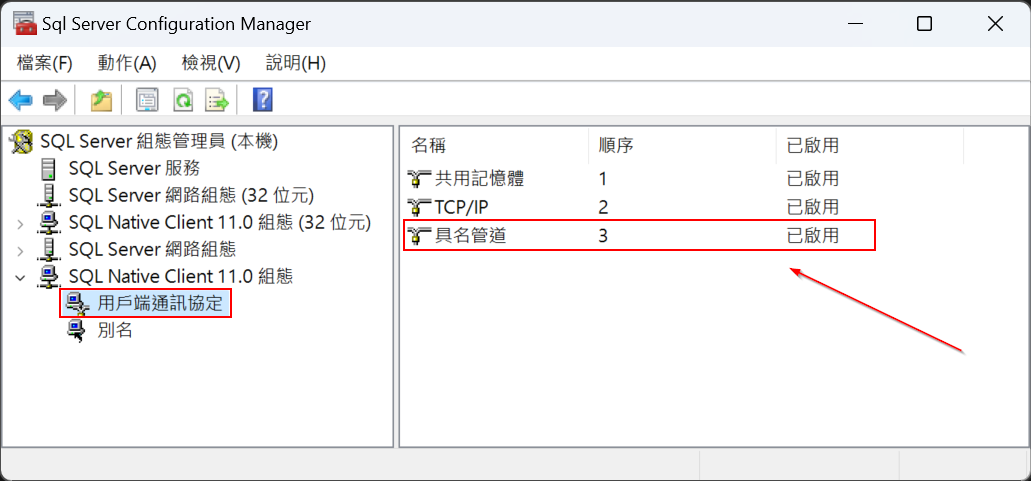 Sql Server Configuration Manager
檔案(F) 動作(A) 檢視(V) 說明(H)
SQL Server 組態管理員 (本機)
SQL Server 服務
SQL Server 網路組態 (32 位元)
SQL Native Client 11.0 組態 (32 位元)
SQL Server 網路組態
SQL Native Client 11.0 組態
用戶端通訊協定
別名
名稱 順序 已啟用
共用記憶體 1 已啟用
TCP/IP 2 已啟用
具名管道 3 已啟用